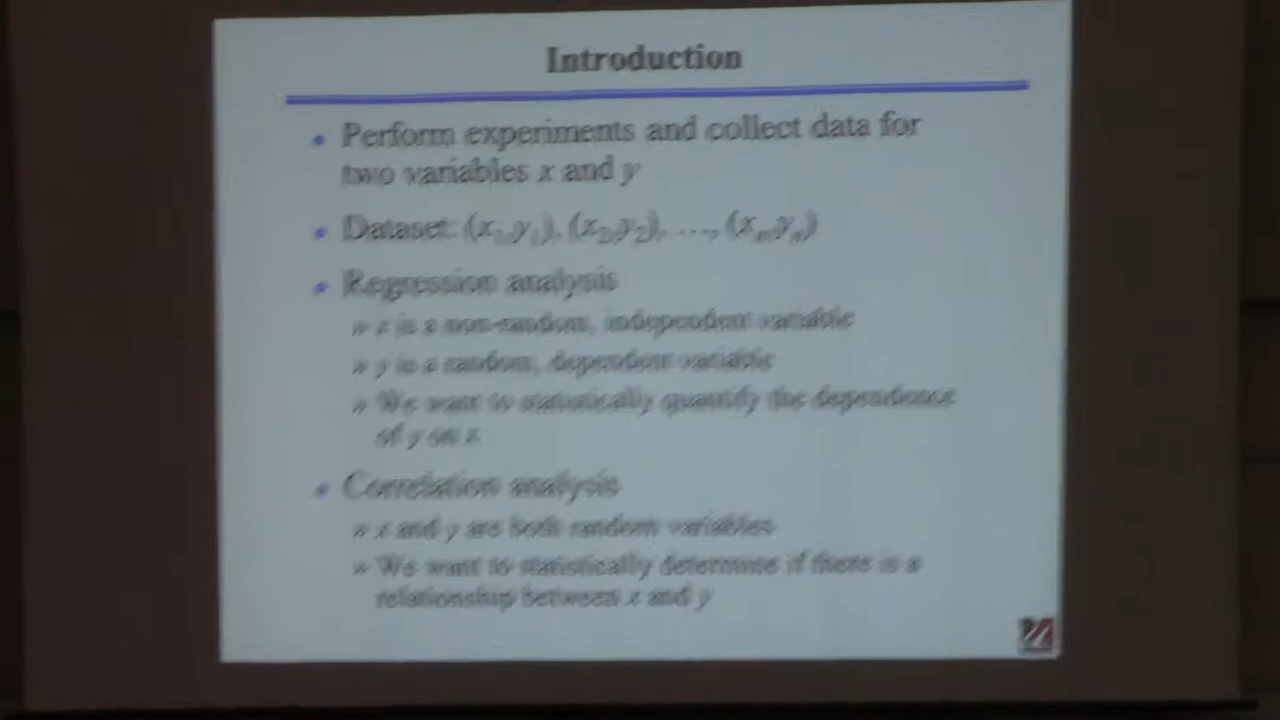 Introduction
• Perform experiments and collect data for
two variables x and y
• Dataset: (x₁,y₁), (x₂,y₂), ..., (xₙ,yₙ)
• Regression analysis
» x is a non-random, independent variable
» y is a random, dependent variable
» We want to statistically quantify the dependence
of y on x
• Correlation analysis
» x and y are both random variables
» We want to statistically determine if there is a
relationship between x and y